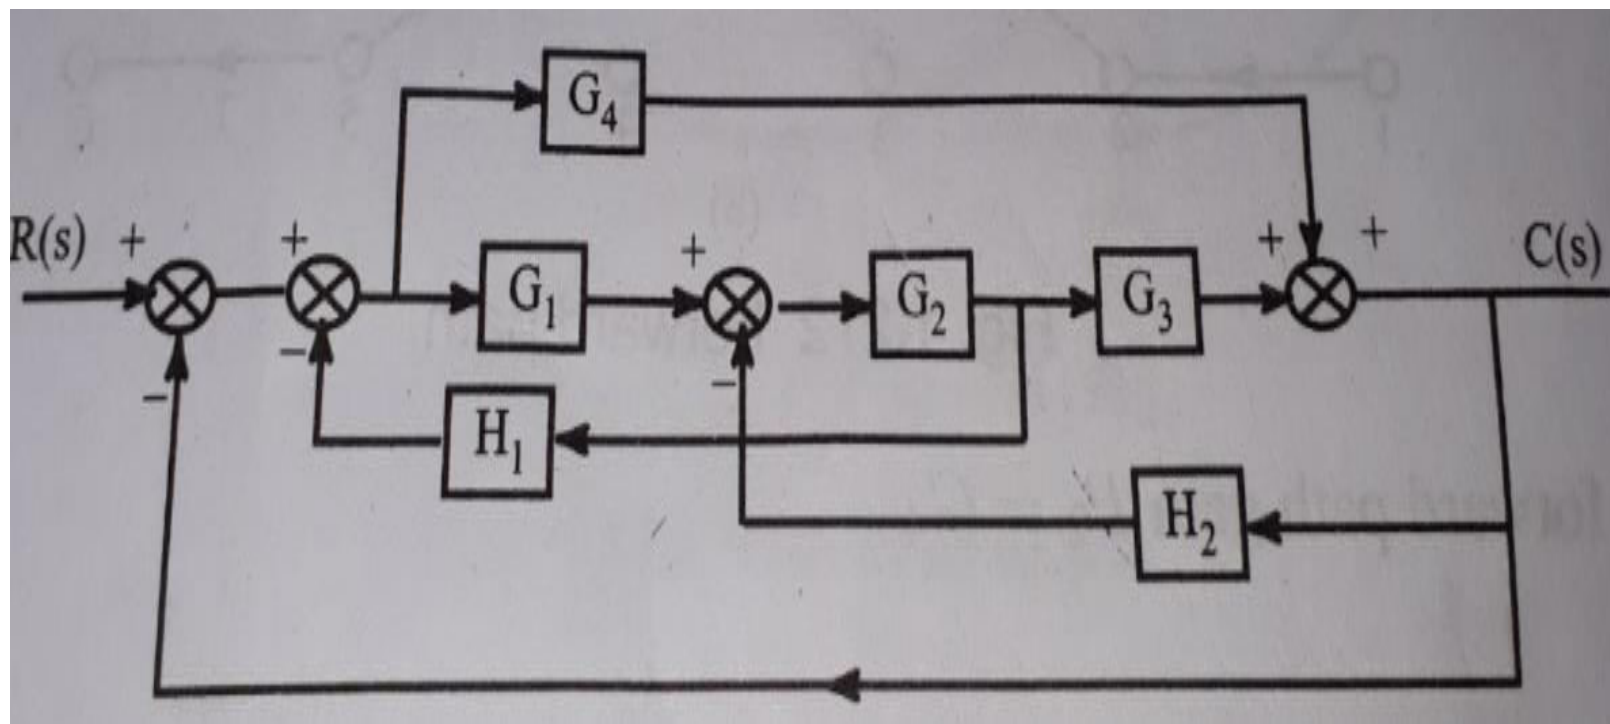 G₄
R(s) + + + + + C(s)
G₁ G₂ G₃
− − −
H₁
H₂